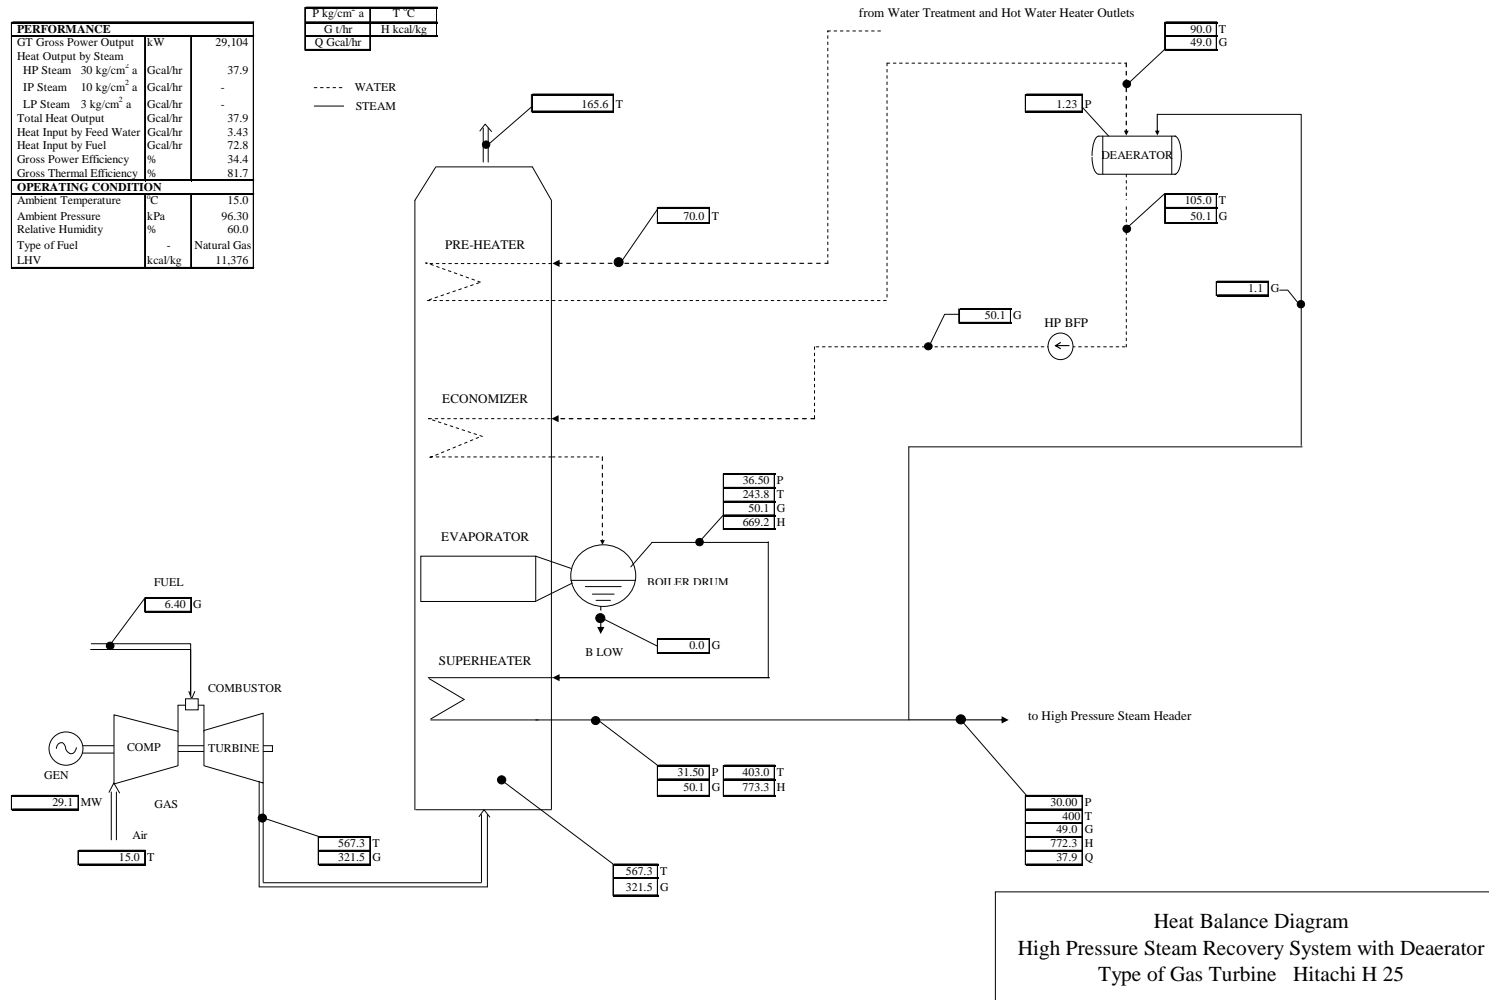 PERFORMANCE
GT Gross Power Output kW 29,104
Heat Output by Steam
HP Steam 30 kg/cm² a Gcal/hr 37.9
IP Steam 10 kg/cm² a Gcal/hr -
LP Steam 3 kg/cm² a Gcal/hr -
Total Heat Output Gcal/hr 37.9
Heat Input by Feed Water Gcal/hr 3.43
Heat Input by Fuel Gcal/hr 72.8
Gross Power Efficiency % 34.4
Gross Thermal Efficiency % 81.7
OPERATING CONDITION
Ambient Temperature °C 15.0
Ambient Pressure kPa 96.30
Relative Humidity % 60.0
Type of Fuel - Natural Gas
LHV kcal/kg 11,376
P kg/cm² a T °C
G t/hr H kcal/kg
Q Gcal/hr
WATER
STEAM
from Water Treatment and Hot Water Heater Outlets
90.0 T
49.0 G
165.6 T
1.23 P
DEAERATOR
105.0 T
50.1 G
70.0 T
PRE-HEATER
1.1 G
50.1 G
HP BFP
ECONOMIZER
36.50 P
243.8 T
50.1 G
669.2 H
EVAPORATOR
BOILER DRUM
FUEL
6.40 G
0.0 G
B LOW
SUPERHEATER
COMBUSTOR
COMP
TURBINE
GEN
29.1 MW
GAS
Air
15.0 T
567.3 T
321.5 G
to High Pressure Steam Header
31.50 P 403.0 T
50.1 G 773.3 H
30.00 P
400 T
49.0 G
772.3 H
37.9 Q
567.3 T
321.5 G
Heat Balance Diagram
High Pressure Steam Recovery System with Deaerator
Type of Gas Turbine Hitachi H 25